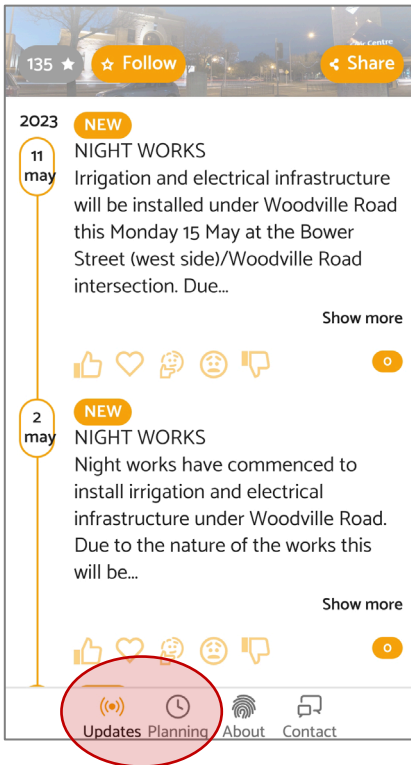 135 Follow Share
2023
NEW
11 may
NIGHT WORKS
Irrigation and electrical infrastructure
will be installed under Woodville Road
this Monday 15 May at the Bower
Street (west side)/Woodville Road
intersection. Due...
Show more
0
NEW
2 may
NIGHT WORKS
Night works have commenced to
install irrigation and electrical
infrastructure under Woodville Road.
Due to the nature of the works this
will be...
Show more
0
Updates Planning About Contact